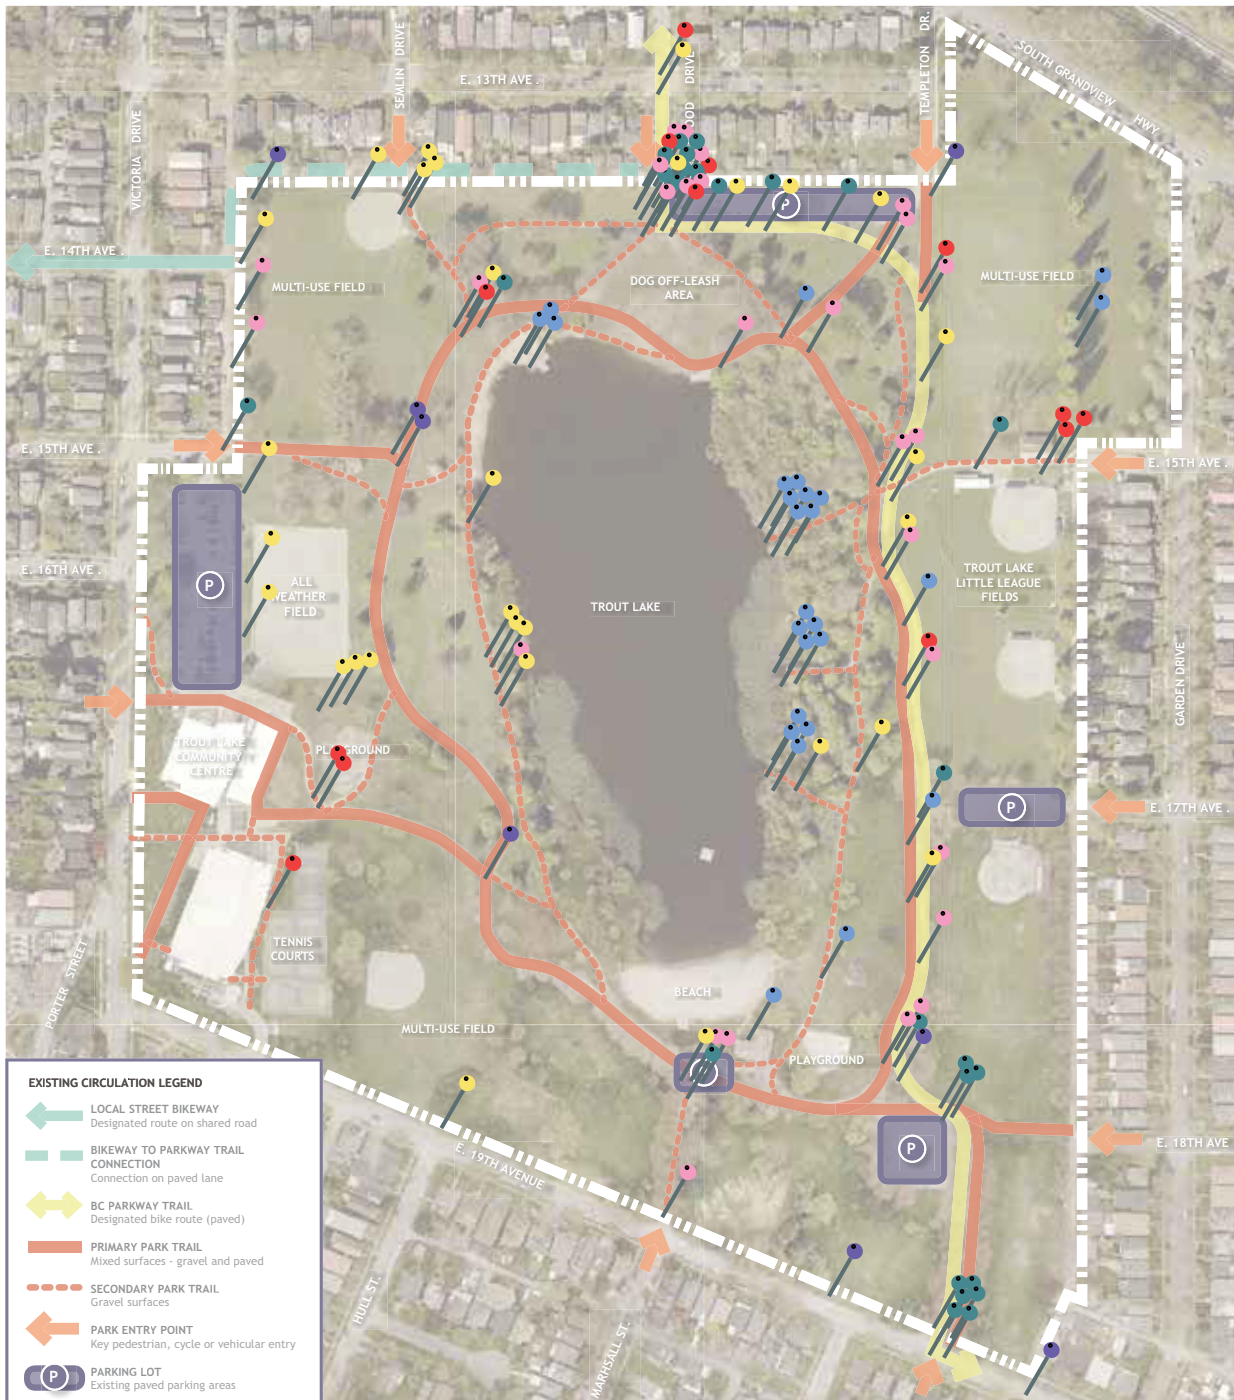 SEMLIN DRIVE
E. 13TH AVE .
OOD DRIVE
TEMPLETON DR.
SOUTH GRANDVIEW HWY
VICTORIA DRIVE
P
E. 14TH AVE .
MULTI-USE FIELD
DOG OFF-LEASH
AREA
MULTI-USE FIELD
E. 15TH AVE .
E. 15TH AVE .
E. 16TH AVE .
P
ALL
WEATHER
FIELD
TROUT LAKE
TROUT LAKE
LITTLE LEAGUE
FIELDS
GARDEN DRIVE
TROUT LAKE
COMMUNITY
CENTRE
PLAYGROUND
P
E. 17TH AVE .
TENNIS
COURTS
PORTER STREET
BEACH
MULTI-USE FIELD
PLAYGROUND
P
E. 18TH AVE
E. 19TH AVENUE
HULL ST.
MARHSALL ST.
EXISTING CIRCULATION LEGEND
LOCAL STREET BIKEWAY
Designated route on shared road
BIKEWAY TO PARKWAY TRAIL
CONNECTION
Connection on paved lane
BC PARKWAY TRAIL
Designated bike route (paved)
PRIMARY PARK TRAIL
Mixed surfaces - gravel and paved
SECONDARY PARK TRAIL
Gravel surfaces
PARK ENTRY POINT
Key pedestrian, cycle or vehicular entry
P
PARKING LOT
Existing paved parking areas